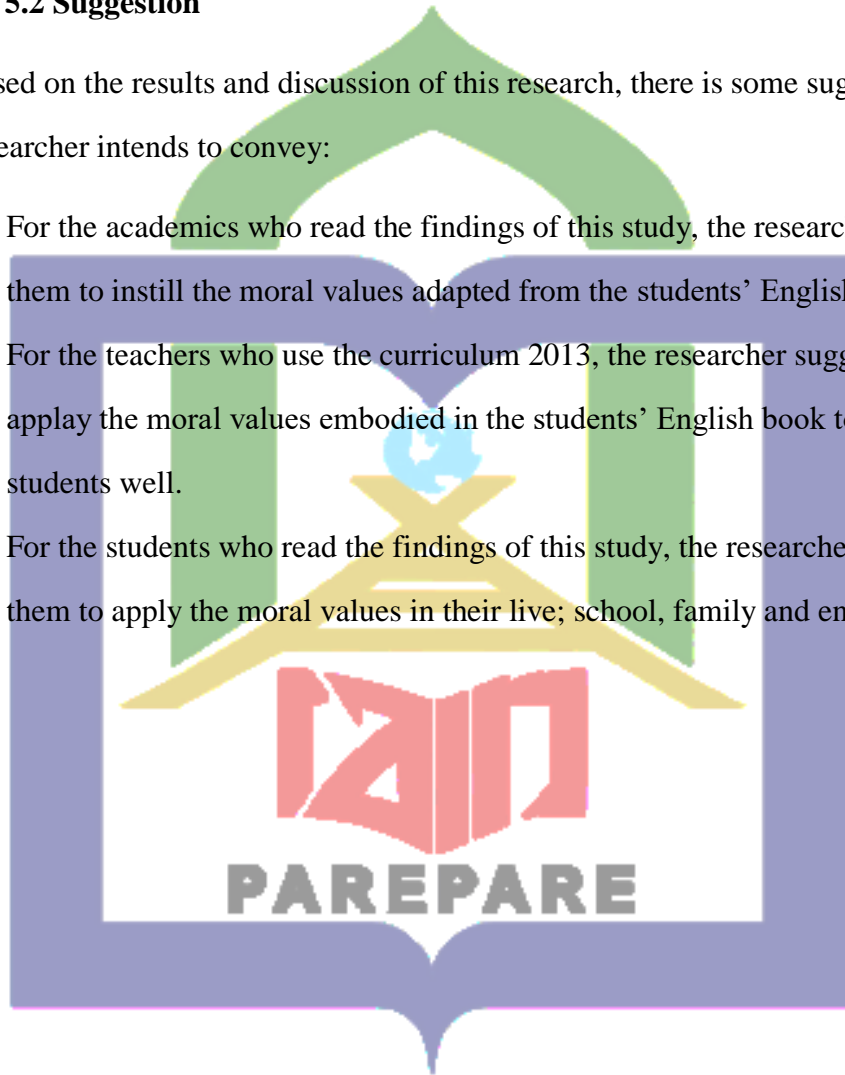 5.2 Suggestion
sed on the results and discussion of this research, there is some sug
earcher intends to convey:
For the academics who read the findings of this study, the researc
them to instill the moral values adapted from the students' English
For the teachers who use the curriculum 2013, the researcher sugg
applay the moral values embodied in the students' English book to
students well.
For the students who read the findings of this study, the researche
them to apply the moral values in their live; school, family and en
iain
PAREPARE